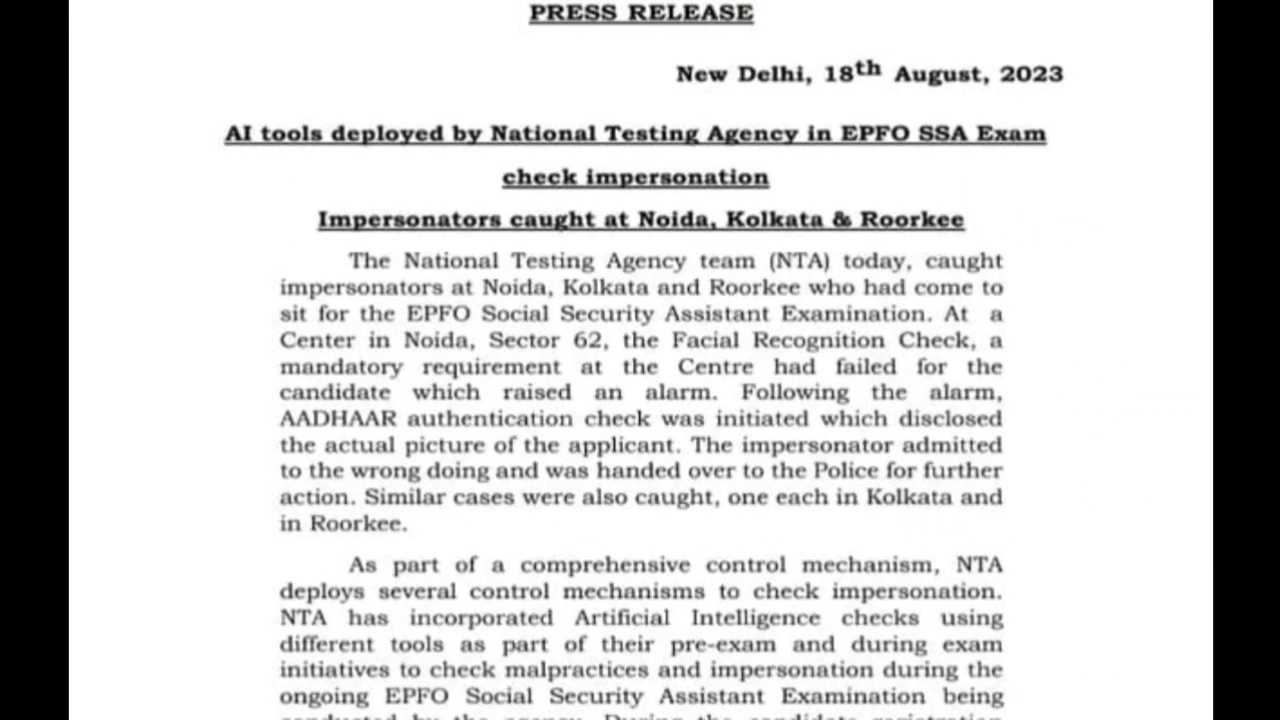 PRESS RELEASE
New Delhi, 18th August, 2023
AI tools deployed by National Testing Agency in EPFO SSA Exam
check impersonation
Impersonators caught at Noida, Kolkata & Roorkee
The National Testing Agency team (NTA) today, caught
impersonators at Noida, Kolkata and Roorkee who had come to
sit for the EPFO Social Security Assistant Examination. At a
Center in Noida, Sector 62, the Facial Recognition Check, a
mandatory requirement at the Centre had failed for the
candidate which raised an alarm. Following the alarm,
AADHAAR authentication check was initiated which disclosed
the actual picture of the applicant. The impersonator admitted
to the wrong doing and was handed over to the Police for further
action. Similar cases were also caught, one each in Kolkata and
in Roorkee.
As part of a comprehensive control mechanism, NTA
deploys several control mechanisms to check impersonation.
NTA has incorporated Artificial Intelligence checks using
different tools as part of their pre-exam and during exam
initiatives to check malpractices and impersonation during the
ongoing EPFO Social Security Assistant Examination being
conducted by the agency. During the candidate registration